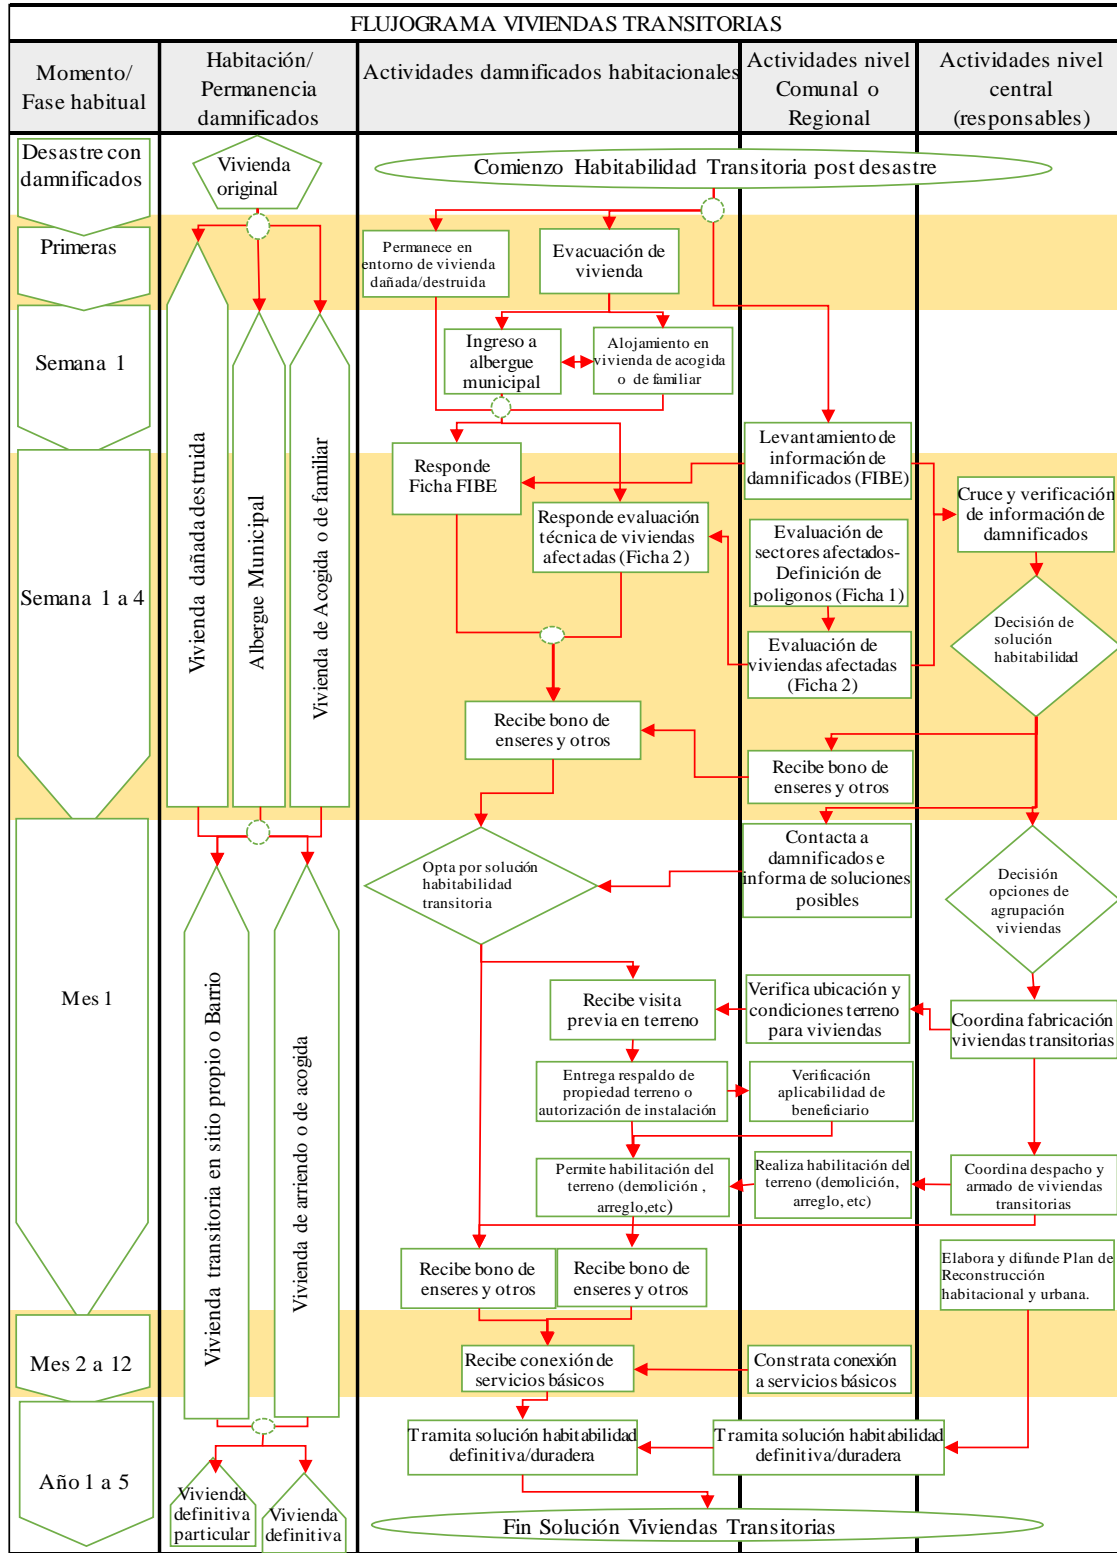 FLUJOGRAMA VIVIENDAS TRANSITORIAS
Momento/
Fase habitual
Habitación/
Permanencia
damnificados
Actividades damnificados habitacionales
Actividades nivel
Comunal o
Regional
Actividades nivel
central
(responsables)
Desastre con
damnificados
Vivienda
original
Comienzo Habitabilidad Transitoria post desastre
Primeras
Permanece en
entorno de vivienda
dañada/destruida
Evacuación de
vivienda
Semana 1
Ingreso a
albergue
municipal
Alojamiento en
vivienda de acogida
o de familiar
Vivienda dañada destruida
Albergue Municipal
Vivienda de Acogida o de familiar
Semana 1 a 4
Responde
Ficha FIBE
Levantamiento de
información de
damnificados (FIBE)
Cruce y verificación
de información de
damnificados
Responde evaluación
técnica de viviendas
afectadas (Ficha 2)
Evaluación de
sectores afectados-
Definición de
poligonos (Ficha 1)
Evaluación de
viviendas afectadas
(Ficha 2)
Decisión de
solución
habitabilidad
Recibe bono de
enseres y otros
Recibe bono de
enseres y otros
Mes 1
Opta por solución
habitabilidad
transitoria
Contacta a
damnificados e
informa de soluciones
posibles
Decisión
opciones de
agrupación
viviendas
Vivienda transitoria en sitio propio o Barrio
Vivienda de arriendo o de acogida
Recibe visita
previa en terreno
Verifica ubicación y
condiciones terreno
para viviendas
Coordina fabricación
viviendas transitorias
Entrega respaldo de
propiedad terreno o
autorización de instalación
Verificación
aplicabilidad de
beneficiario
Permite habilitación del
terreno (demolición ,
arreglo,etc)
Realiza habilitación del
terreno (demolición,
arreglo, etc)
Coordina despacho y
armado de viviendas
transitorias
Recibe bono de
enseres y otros
Recibe bono de
enseres y otros
Elabora y difunde Plan de
Reconstrucción
habitacional y urbana.
Mes 2 a 12
Recibe conexión de
servicios básicos
Constrata conexión
a servicios básicos
Año 1 a 5
Tramita solución habitabilidad
definitiva/duradera
Tramita solución habitabilidad
definitiva/duradera
Vivienda
definitiva
particular
Vivienda
definitiva
Fin Solución Viviendas Transitorias